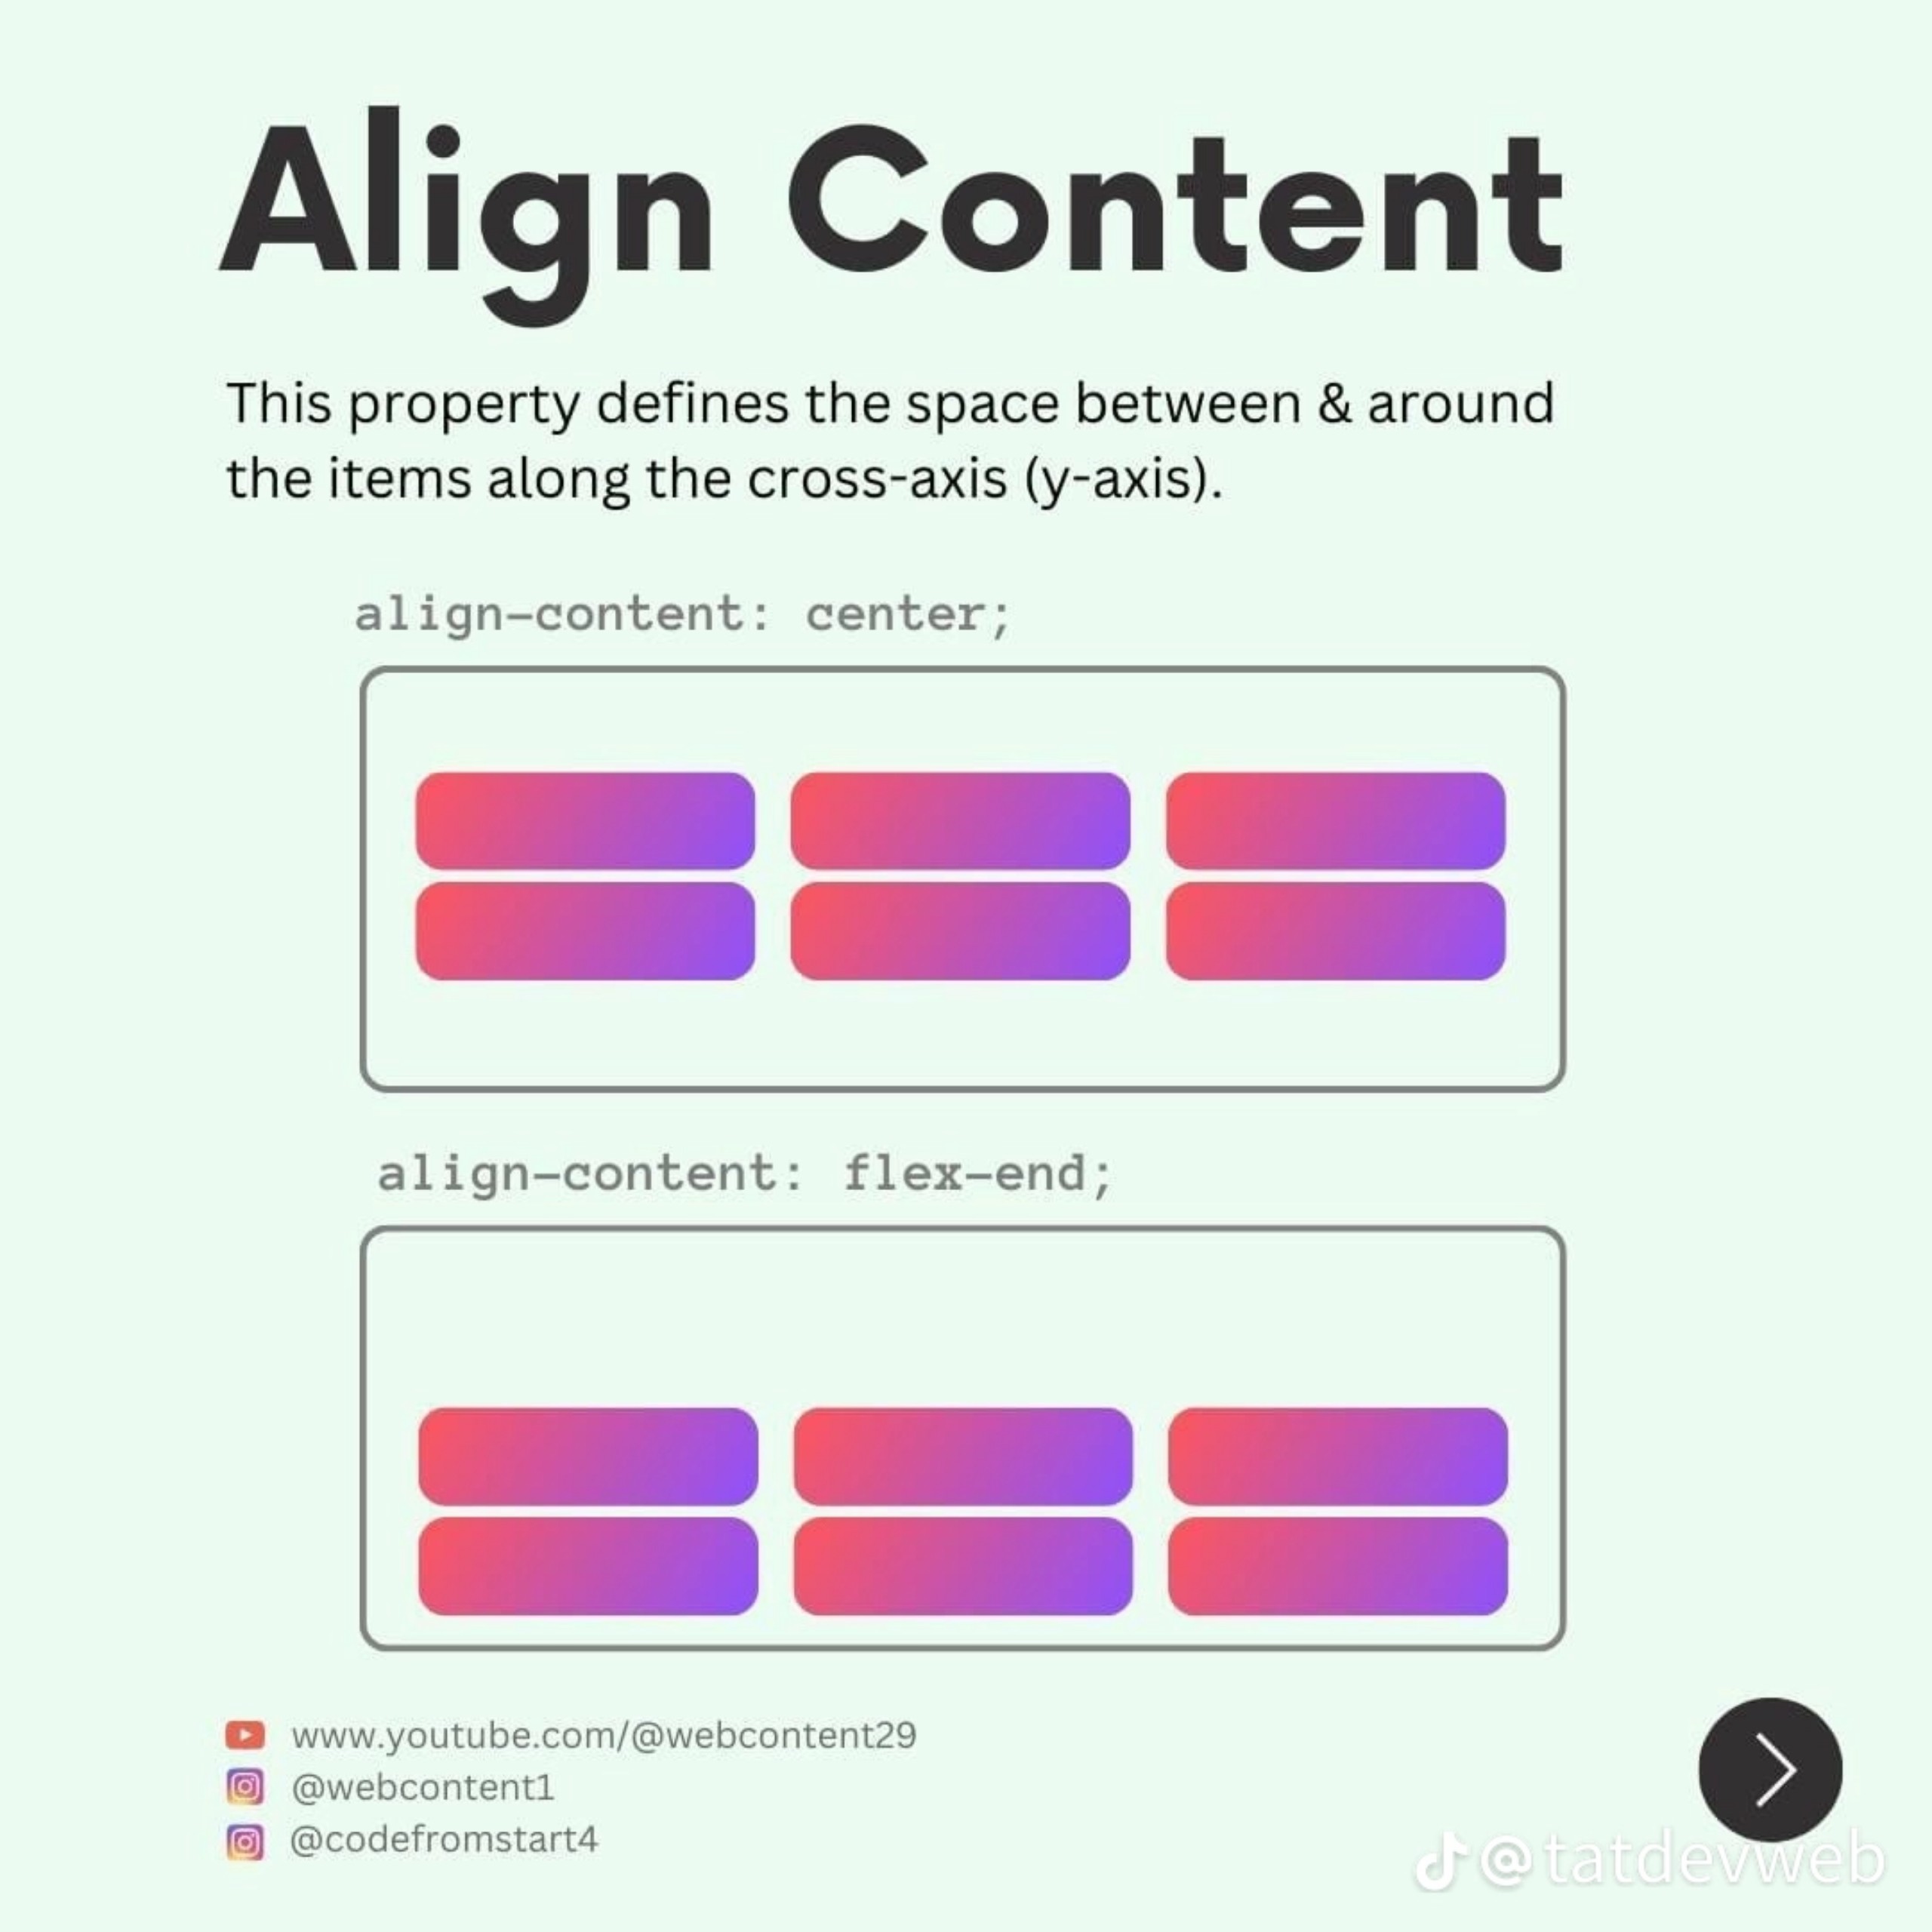 Align Content
This property defines the space between & around
the items along the cross-axis (y-axis).
align-content: center;
align-content: flex-end;
www.youtube.com/@webcontent29
@webcontent1
@codefromstart4
@tatdevweb